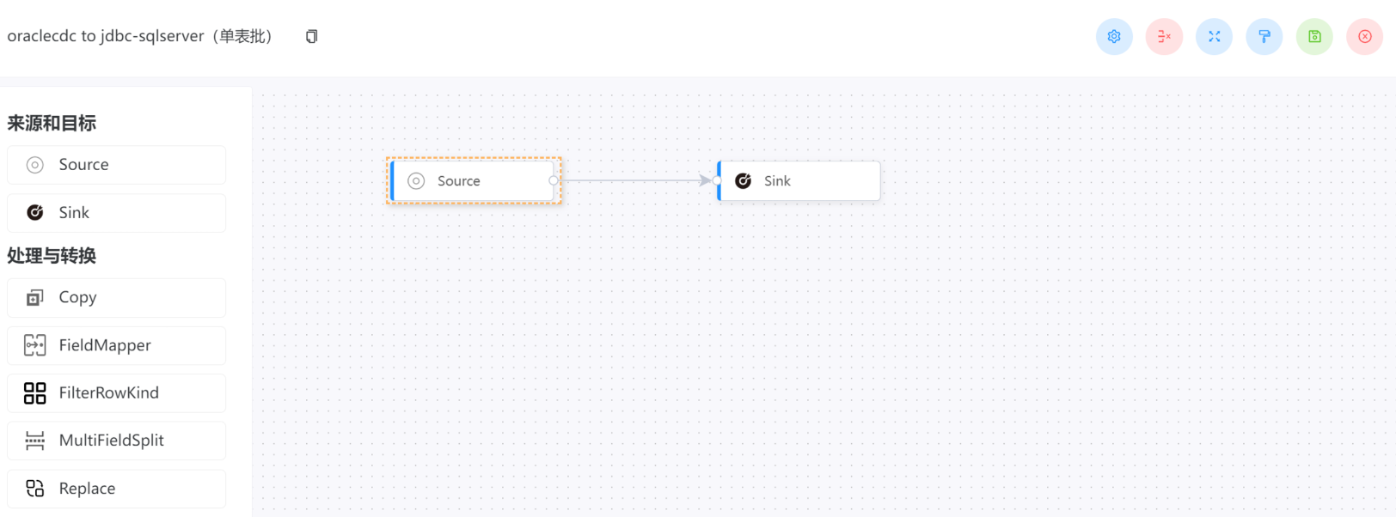 oraclecdc to jdbc-sqlserver（单表批）
来源和目标
Source
Sink
处理与转换
Copy
FieldMapper
FilterRowKind
MultiFieldSplit
Replace
Source
Sink